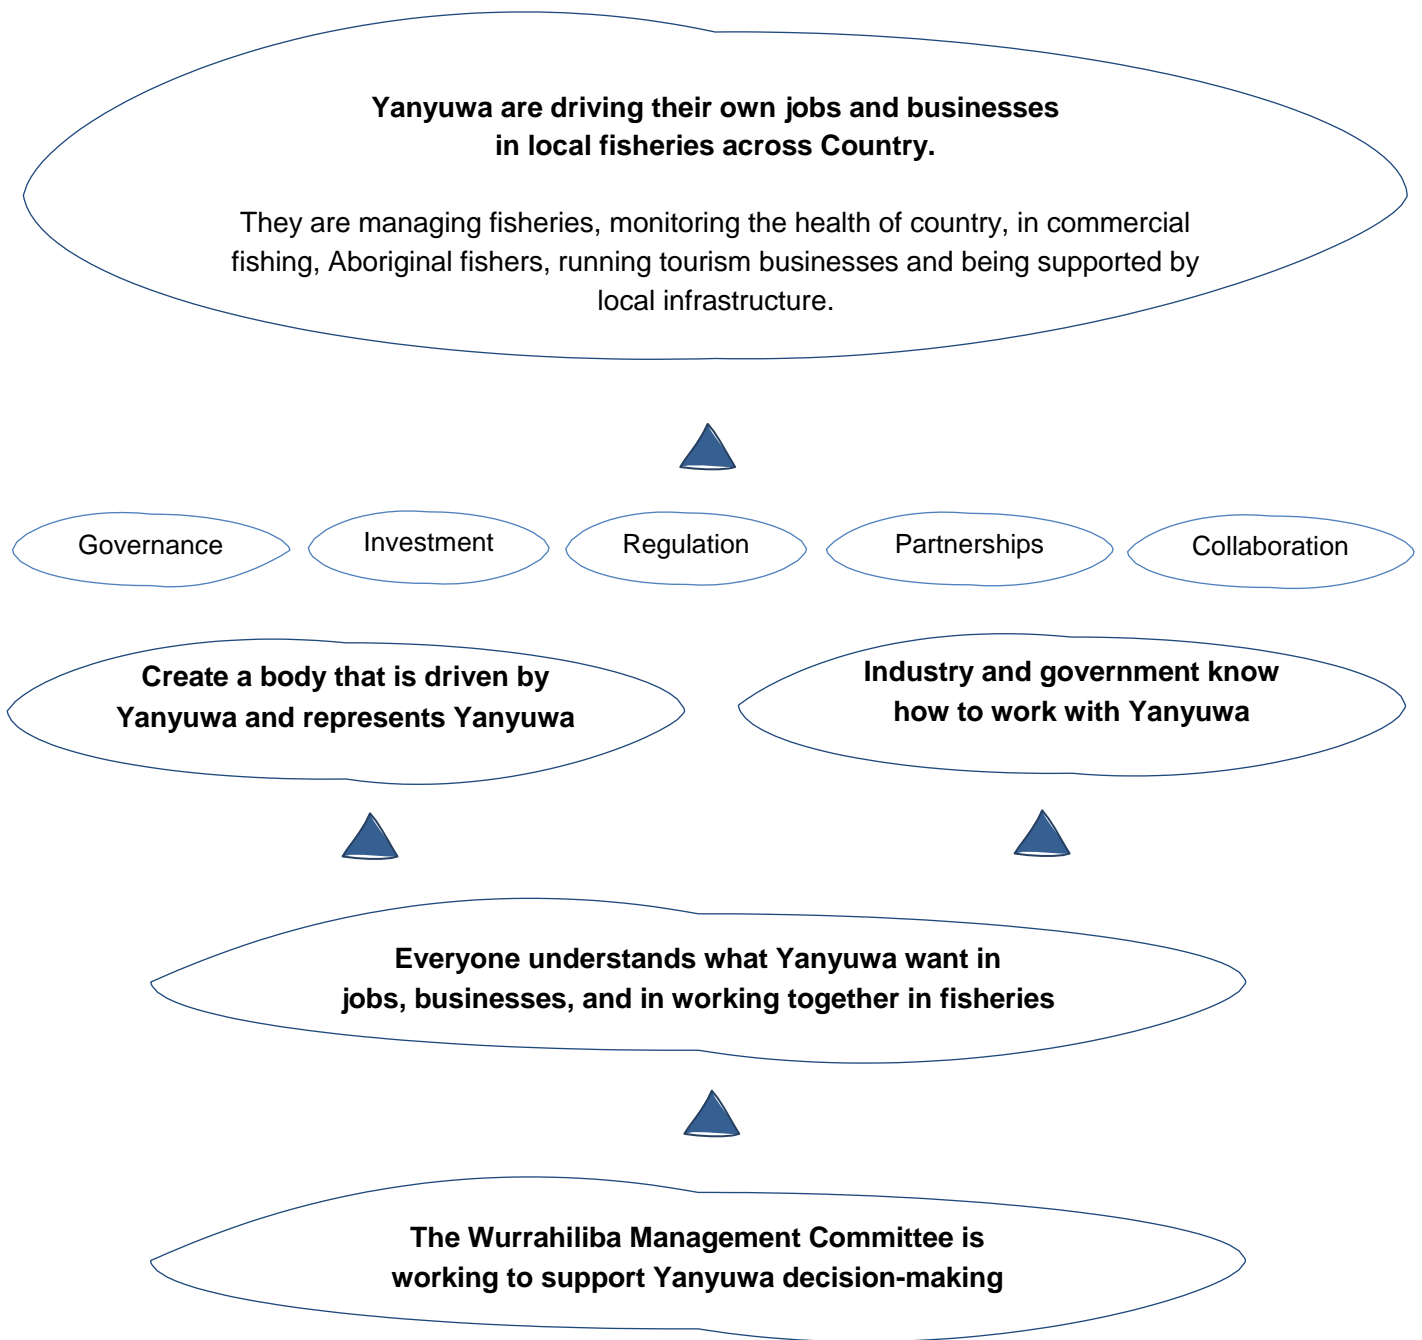 Yanyuwa are driving their own jobs and businesses
in local fisheries across Country.
They are managing fisheries, monitoring the health of country, in commercial
fishing, Aboriginal fishers, running tourism businesses and being supported by
local infrastructure.
Governance
Investment
Regulation
Partnerships
Collaboration
Create a body that is driven by
Yanyuwa and represents Yanyuwa
Industry and government know
how to work with Yanyuwa
Everyone understands what Yanyuwa want in
jobs, businesses, and in working together in fisheries
The Wurrahiliba Management Committee is
working to support Yanyuwa decision-making